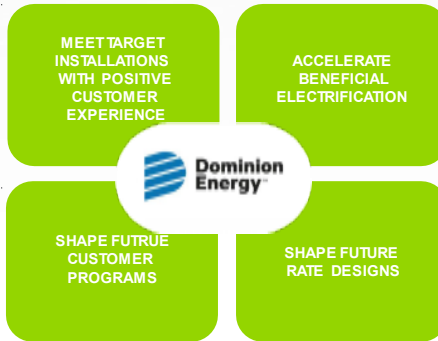 MEET TARGET
INSTALLATIONS
WITH POSITIVE
CUSTOMER
EXPERIENCE
ACCELERATE
BENEFICIAL
ELECTRIFICATION
Dominion
Energy
SHAPE FUTRUE
CUSTOMER
PROGRAMS
SHAPE FUTURE
RATE DESIGNS